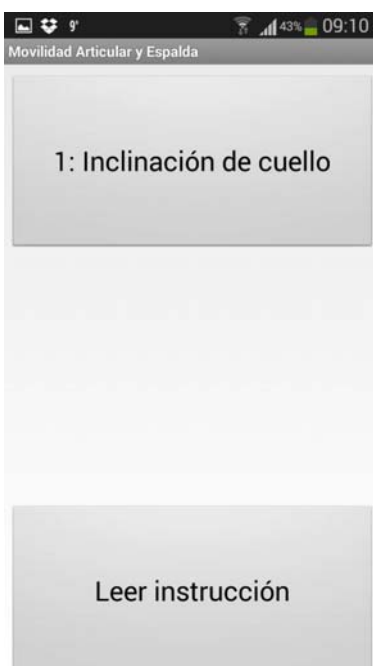 43% 09:10
Movilidad Articular y Espalda
1: Inclinación de cuello
Leer instrucción